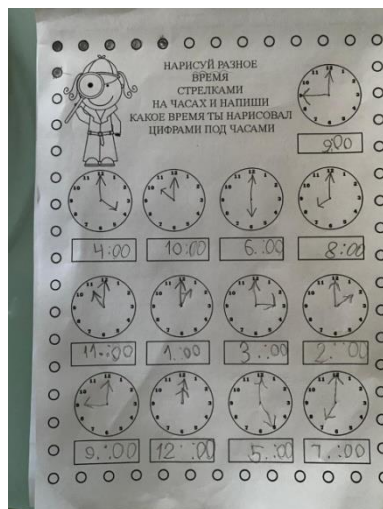 НАРИСУЙ РАЗНОЕ
ВРЕМЯ
СТРЕЛКАМИ
НА ЧАСАХ И НАПИШИ
КАКОЕ ВРЕМЯ ТЫ НАРИСОВАЛ
ЦИФРАМИ ПОД ЧАСАМИ
900
4:00 10:00 6:00 8:00
11:00 1:00 3:00 2:00
9:00 12:00 5:00 7:00